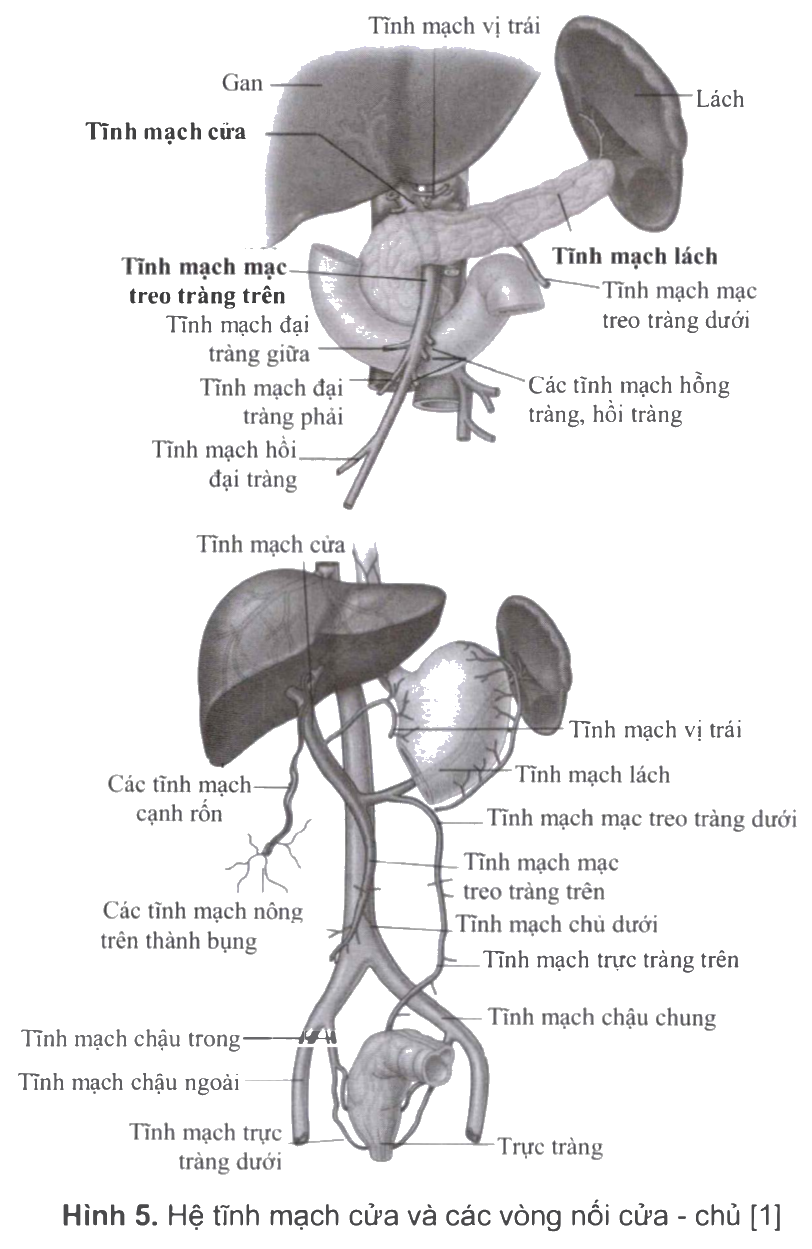 Tĩnh mạch vị trái
Gan
Lách
Tĩnh mạch cửa
Tĩnh mạch mạc
treo tràng trên
Tĩnh mạch lách
Tĩnh mạch mạc
treo tràng dưới
Tĩnh mạch đại
tràng giữa
Tĩnh mạch đại
tràng phải
Các tĩnh mạch hỗng
tràng, hồi tràng
Tĩnh mạch hồi
đại tràng
Tĩnh mạch cửa
Tĩnh mạch vị trái
Tĩnh mạch lách
Các tĩnh mạch
cạnh rốn
Tĩnh mạch mạc treo tràng dưới
Tĩnh mạch mạc
treo tràng trên
Các tĩnh mạch nông
trên thành bụng
Tĩnh mạch chủ dưới
Tĩnh mạch trực tràng trên
Tĩnh mạch chậu chung
Tĩnh mạch chậu trong
Tĩnh mạch chậu ngoài
Tĩnh mạch trực
tràng dưới
Trực tràng
Hình 5. Hệ tĩnh mạch cửa và các vòng nối cửa - chủ [1]